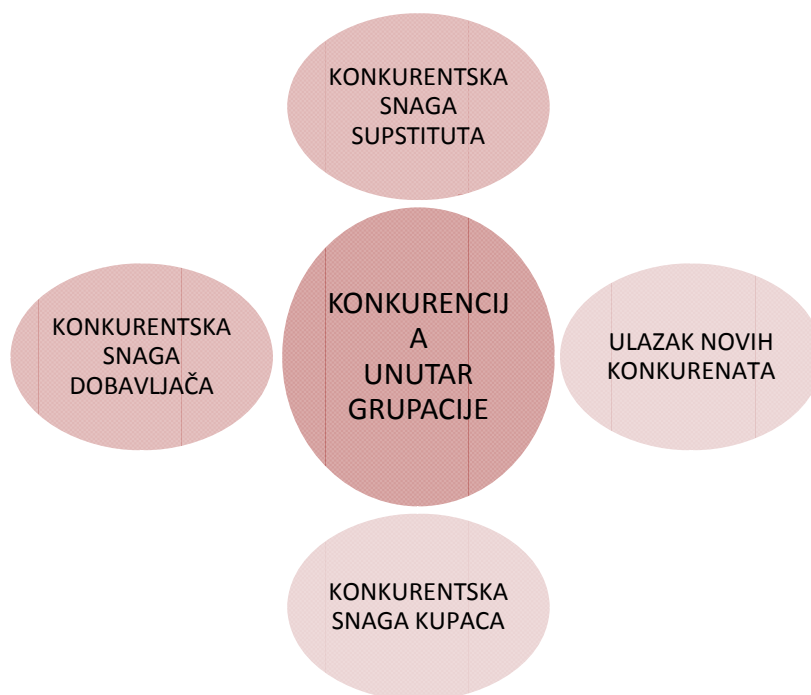 KONKURENTSKA
SNAGA
SUPSTITUTA
KONKURENTSKA
SNAGA
DOBAVLJAČA
KONKURENCIJ
A
UNUTAR
GRUPACIJE
ULAZAK NOVIH
KONKURENATA
KONKURENTSKA
SNAGA KUPACA